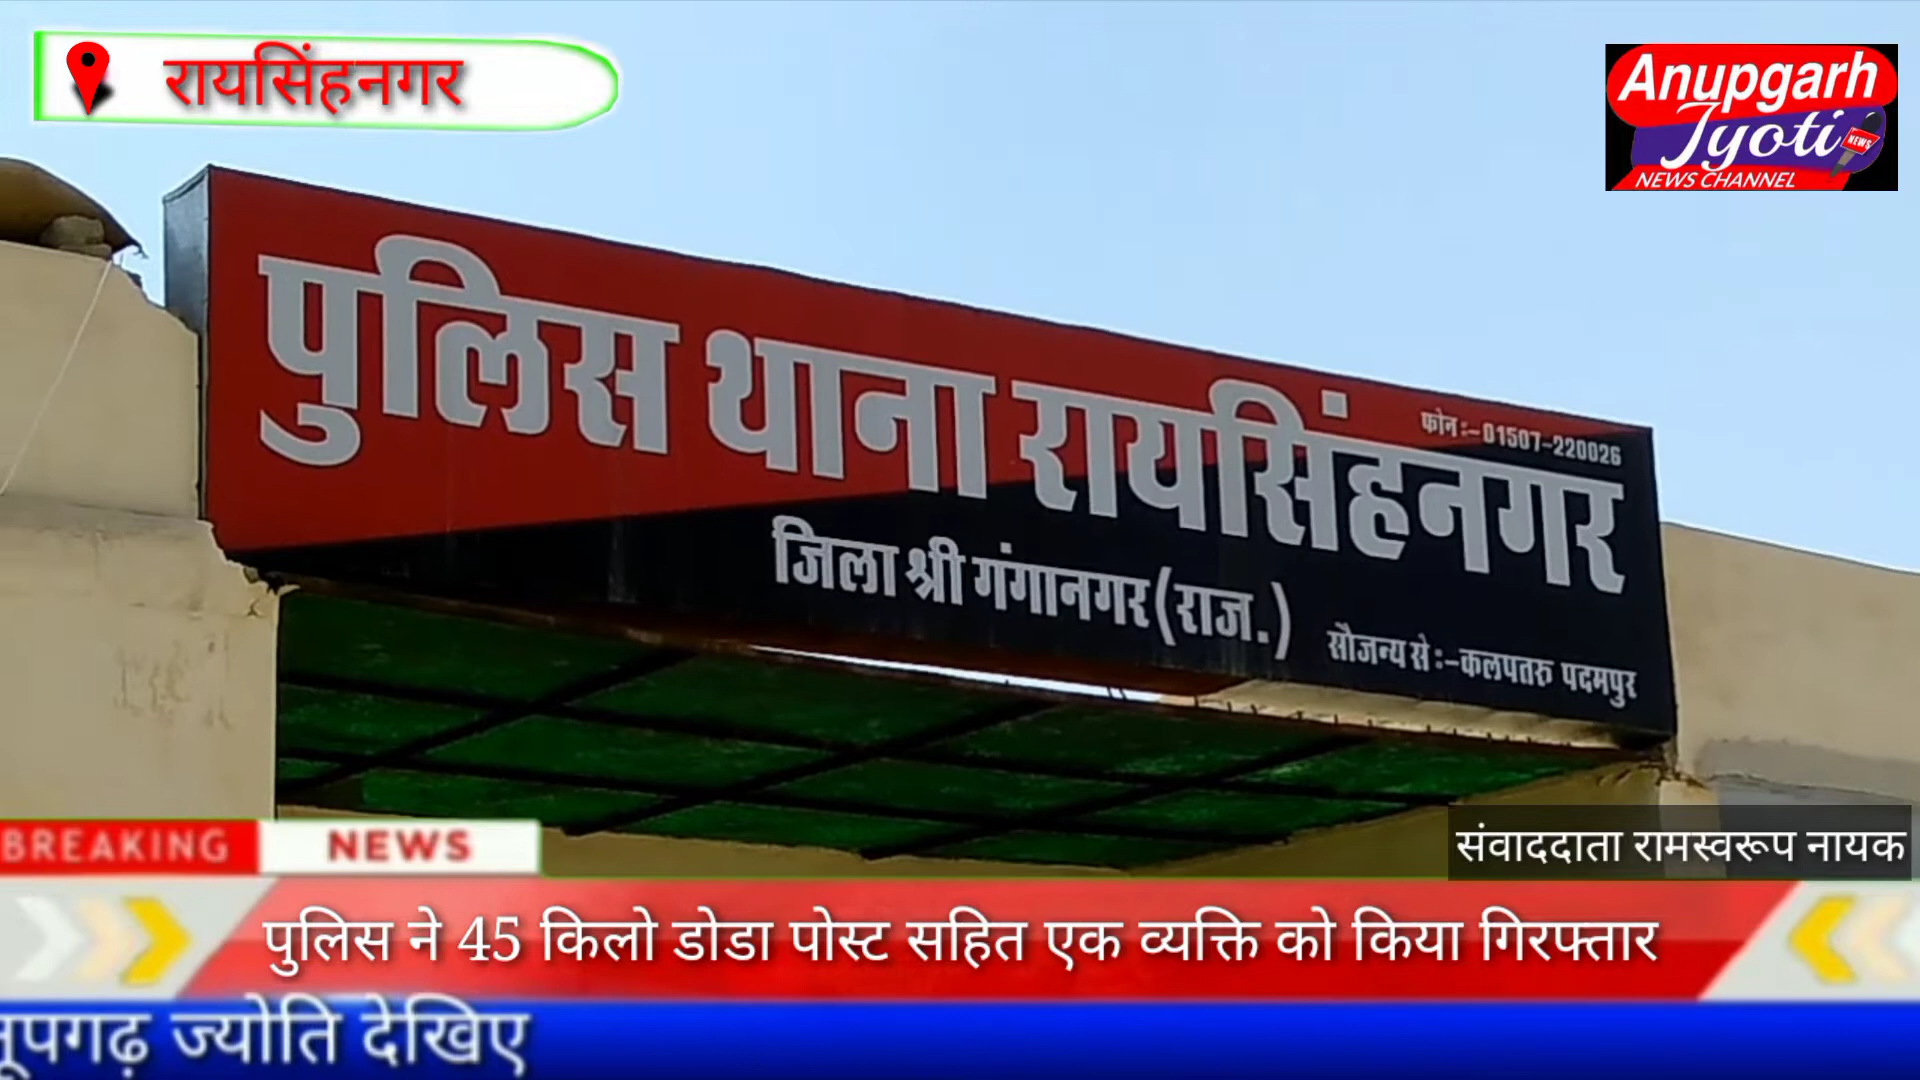 रायसिंहनगर
Anupgarh
Jyoti
NEWS
NEWS CHANNEL
पुलिस थाना रायसिंहनगर
फोन :- 01507-220026
जिला श्री गंगानगर (राज.)
सौजन्य से :- कलपतरू पदमपुर
BREAKING NEWS
संवाददाता रामस्वरूप नायक
पुलिस ने 45 किलो डोडा पोस्ट सहित एक व्यक्ति को किया गिरफ्तार
ज्योति देखिए